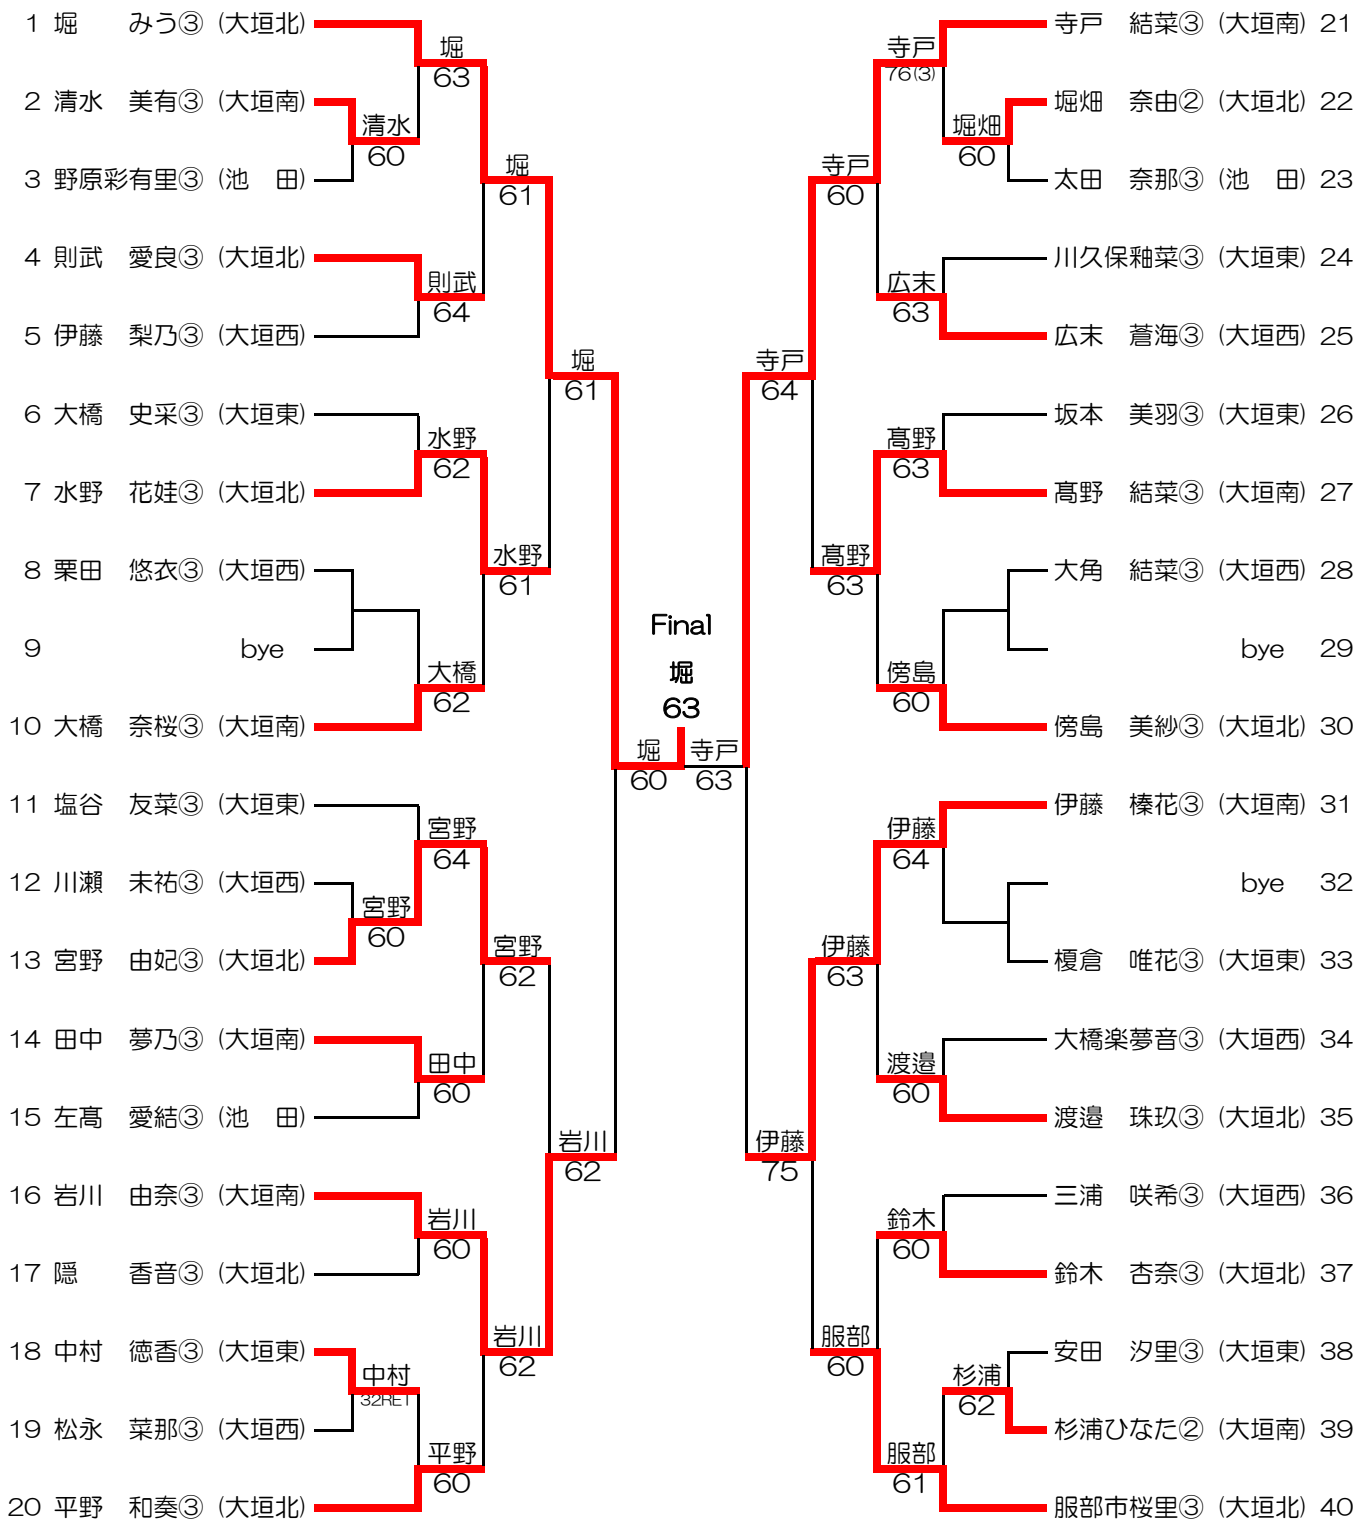 1 堀　　みう③ (大垣北)
2 清水　美有③ (大垣南)
3 野原彩有里③ (池　田)
4 則武　愛良③ (大垣北)
5 伊藤　梨乃③ (大垣西)
6 大橋　史采③ (大垣東)
7 水野　花娃③ (大垣北)
8 栗田　悠衣③ (大垣西)
9 bye
10 大橋　奈桜③ (大垣南)
11 塩谷　友菜③ (大垣東)
12 川瀬　未祐③ (大垣西)
13 宮野　由妃③ (大垣北)
14 田中　夢乃③ (大垣南)
15 左髙　愛結③ (池　田)
16 岩川　由奈③ (大垣南)
17 隠　　香音③ (大垣北)
18 中村　徳香③ (大垣東)
19 松永　菜那③ (大垣西)
20 平野　和奏③ (大垣北)
清水
60
宮野
60
中村
32RET
堀
63
則武
64
水野
62
大橋
62
宮野
64
田中
60
岩川
60
平野
60
堀
61
水野
61
宮野
62
岩川
62
堀
61
岩川
62
堀
60
Final
堀
63
寺戸
63
寺戸
64
伊藤
75
寺戸
60
髙野
63
伊藤
63
服部
60
寺戸
76(3)
広末
63
髙野
63
傍島
60
伊藤
64
渡邉
60
鈴木
60
服部
61
堀畑
60
杉浦
62
寺戸　結菜③ (大垣南) 21
堀畑　奈由② (大垣北) 22
太田　奈那③ (池　田) 23
川久保釉菜③ (大垣東) 24
広末　蒼海③ (大垣西) 25
坂本　美羽③ (大垣東) 26
髙野　結菜③ (大垣南) 27
大角　結菜③ (大垣西) 28
bye 29
傍島　美紗③ (大垣北) 30
伊藤　榛花③ (大垣南) 31
bye 32
榎倉　唯花③ (大垣東) 33
大橋楽夢音③ (大垣西) 34
渡邉　珠玖③ (大垣北) 35
三浦　咲希③ (大垣西) 36
鈴木　杏奈③ (大垣北) 37
安田　汐里③ (大垣東) 38
杉浦ひなた② (大垣南) 39
服部市桜里③ (大垣北) 40